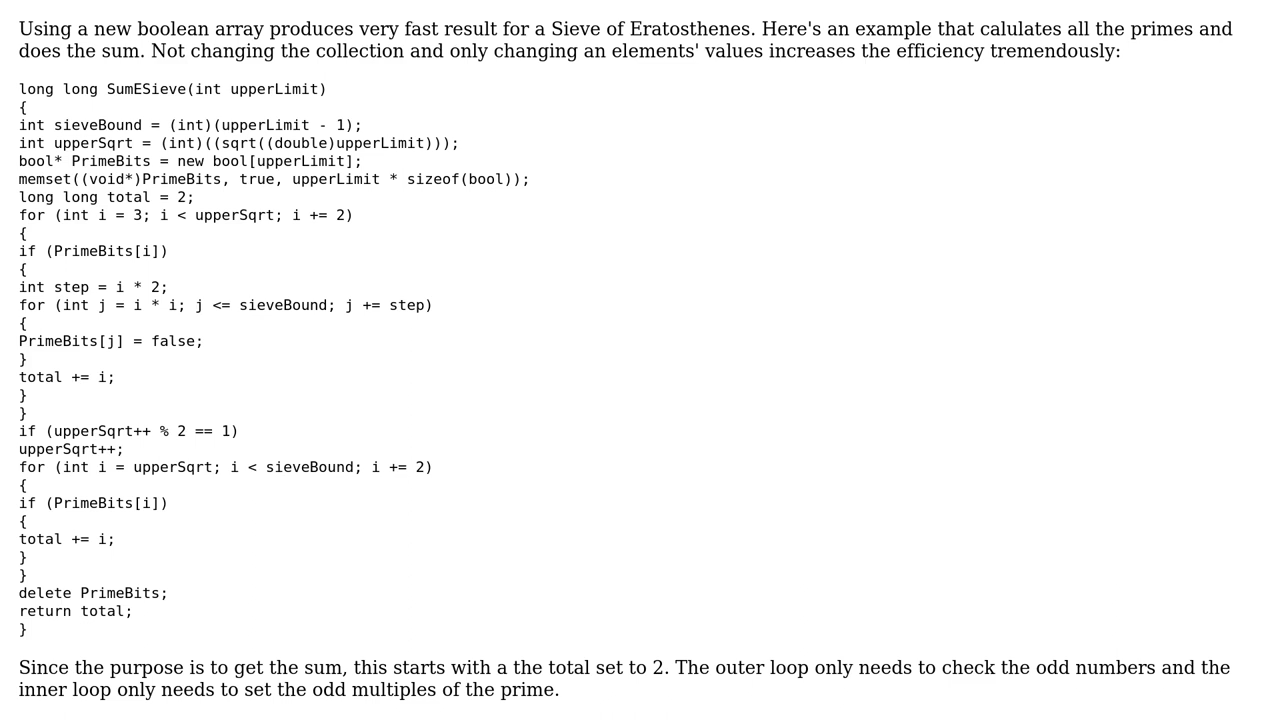 Using a new boolean array produces very fast result for a Sieve of Eratosthenes. Here's an example that calulates all the primes and
does the sum. Not changing the collection and only changing an elements' values increases the efficiency tremendously:
long long SumESieve(int upperLimit)
{
int sieveBound = (int)(upperLimit - 1);
int upperSqrt = (int)((sqrt((double)upperLimit)));
bool* PrimeBits = new bool[upperLimit];
memset((void*)PrimeBits, true, upperLimit * sizeof(bool));
long long total = 2;
for (int i = 3; i < upperSqrt; i += 2)
{
if (PrimeBits[i])
{
int step = i * 2;
for (int j = i * i; j <= sieveBound; j += step)
{
PrimeBits[j] = false;
}
total += i;
}
}
if (upperSqrt++ % 2 == 1)
upperSqrt++;
for (int i = upperSqrt; i < sieveBound; i += 2)
{
if (PrimeBits[i])
{
total += i;
}
}
delete PrimeBits;
return total;
}
Since the purpose is to get the sum, this starts with a the total set to 2. The outer loop only needs to check the odd numbers and the
inner loop only needs to set the odd multiples of the prime.